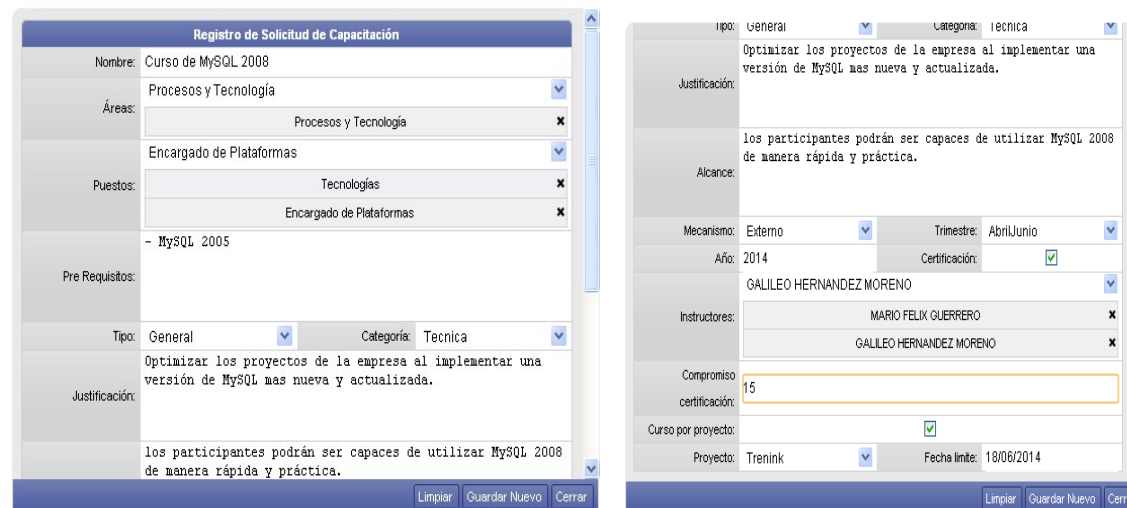 Registro de Solicitud de Capacitación
Nombre: Curso de MySQL 2008
Áreas: Procesos y Tecnología
Procesos y Tecnología
Puestos: Encargado de Plataformas
Tecnologías
Encargado de Plataformas
Pre Requisitos: - MySQL 2005
Tipo: General Categoría: Tecnica
Justificación: Optimizar los proyectos de la empresa al implementar una
versión de MySQL mas nueva y actualizada.
los participantes podrán ser capaces de utilizar MySQL 2008
de manera rápida y práctica.
Limpiar Guardar Nuevo Cerrar
Tipo: General Categoría: Tecnica
Justificación: Optimizar los proyectos de la empresa al implementar una
versión de MySQL mas nueva y actualizada.
Alcance: los participantes podrán ser capaces de utilizar MySQL 2008
de manera rápida y práctica.
Mecanismo: Externo Trimestre: AbrilJunio
Año: 2014 Certificación:
Instructores: GALILEO HERNANDEZ MORENO
MARIO FELIX GUERRERO
GALILEO HERNANDEZ MORENO
Compromiso
certificación: 15
Curso por proyecto:
Proyecto: Trenink Fecha limite: 18/06/2014
Limpiar Guardar Nuevo Cerr